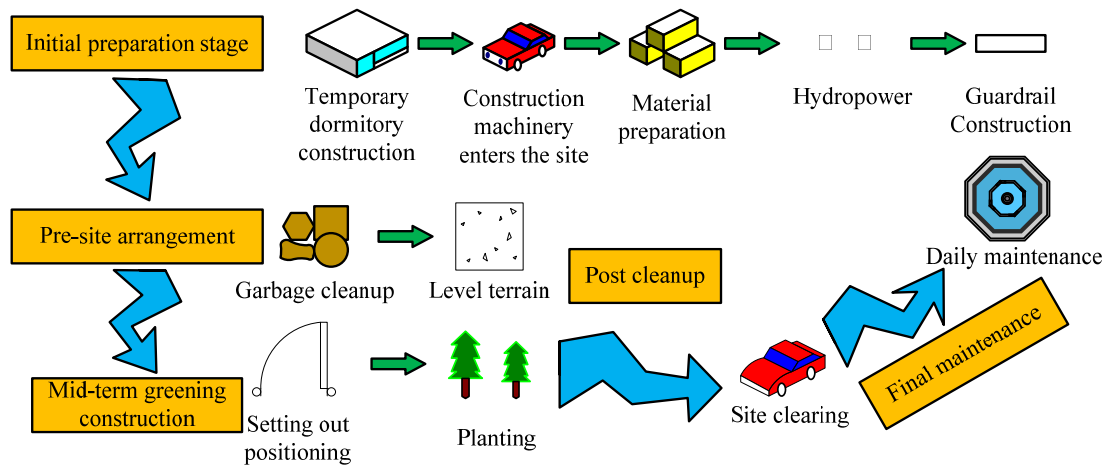 Initial preparation stage
Temporary
dormitory
construction
Construction
machinery
enters the site
Material
preparation
Hydropower
Guardrail
Construction
Pre-site arrangement
Garbage cleanup
Level terrain
Post cleanup
Daily maintenance
Mid-term greening
construction
Setting out
positioning
Planting
Site clearing
Final maintenance